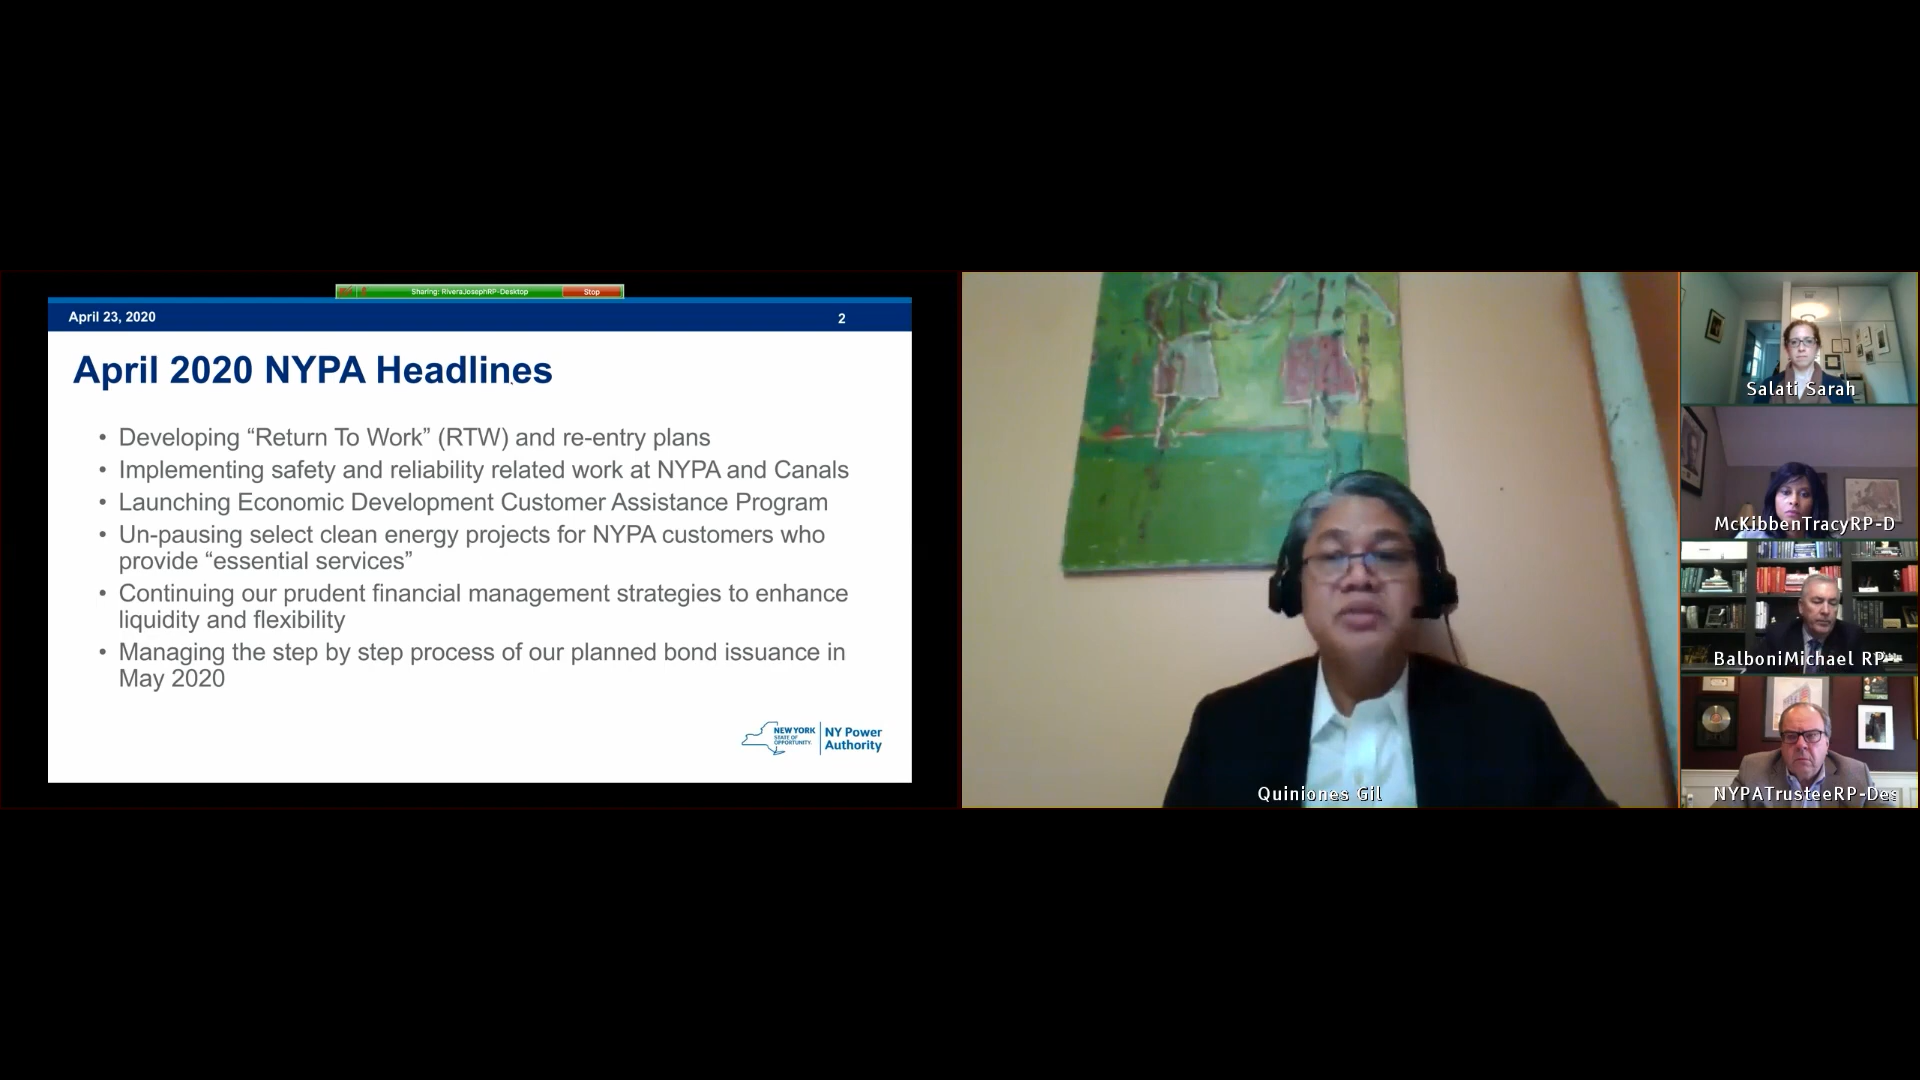 Sharing: RiveraJosephRP-Desktop Stop
April 23, 2020 2
April 2020 NYPA Headlines
• Developing “Return To Work” (RTW) and re-entry plans
• Implementing safety and reliability related work at NYPA and Canals
• Launching Economic Development Customer Assistance Program
• Un-pausing select clean energy projects for NYPA customers who
provide “essential services”
• Continuing our prudent financial management strategies to enhance
liquidity and flexibility
• Managing the step by step process of our planned bond issuance in
May 2020
NEW YORK
STATE OF
OPPORTUNITY.
NY Power
Authority
Quiniones Gil
Salati Sarah
McKibbenTracyRP-D
BalboniMichael RP-
NYPATrusteeRP-Des